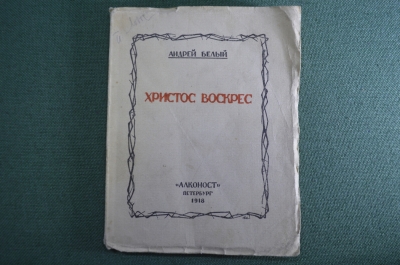 АНДРЕЙ БЕЛЫЙ
ХРИСТОС ВОСКРЕС
«АЛКОНОСТ»
ПЕТЕРБУРГ
1918